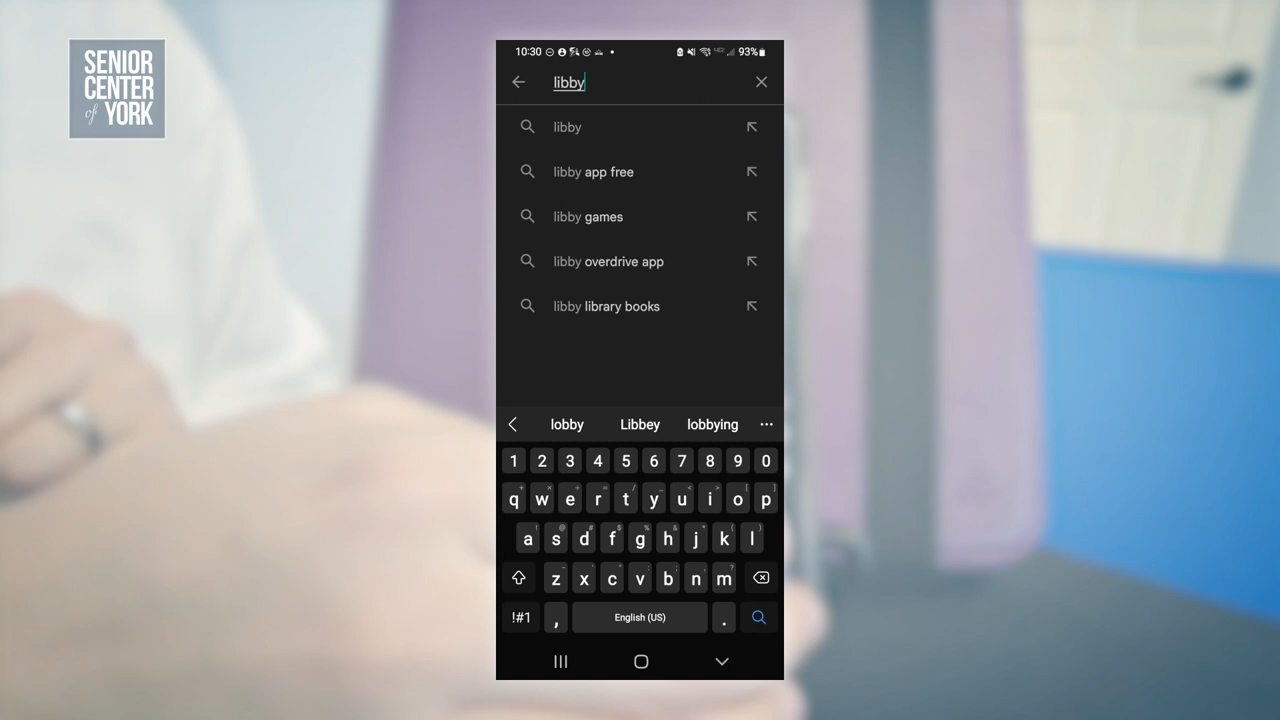 SENIOR
CENTER
of YORK
10:30 93%
libby
libby
libby app free
libby games
libby overdrive app
libby library books
lobby Libbey lobbying
1 2 3 4 5 6 7 8 9 0
q w e r t y u i o p
a s d f g h j k l
z x c v b n m
!#1 , English (US) .